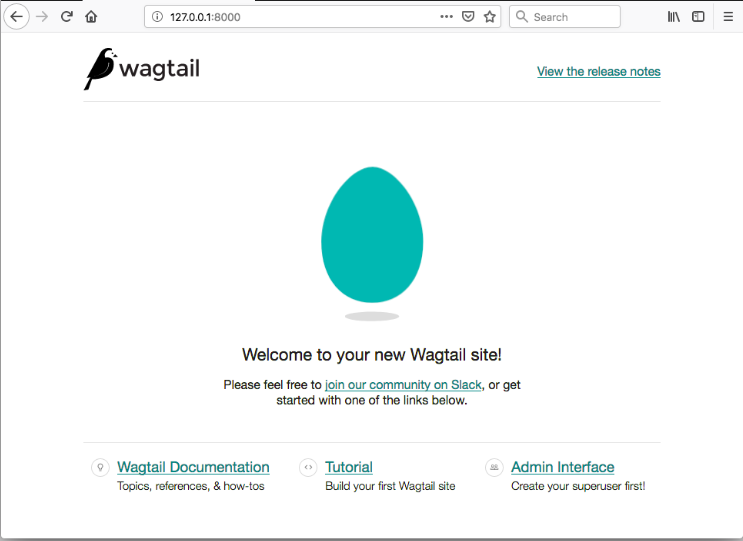 127.0.0.1:8000
Search
wagtail
View the release notes
Welcome to your new Wagtail site!
Please feel free to join our community on Slack, or get
started with one of the links below.
Wagtail Documentation
Topics, references, & how-tos
Tutorial
Build your first Wagtail site
Admin Interface
Create your superuser first!